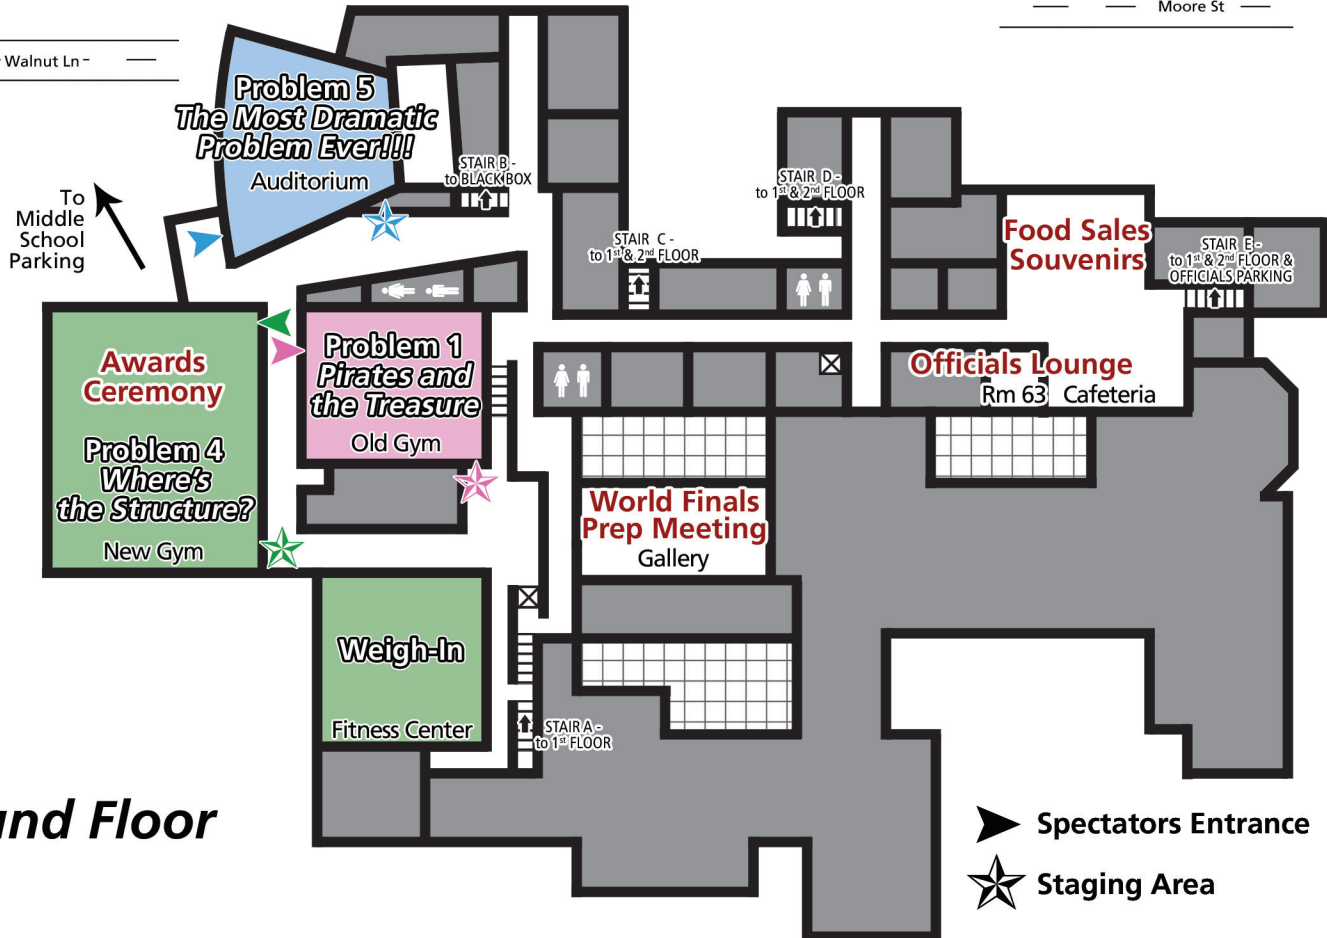 Moore St
Walnut Ln
Problem 5
The Most Dramatic
Problem Ever!!!
Auditorium
STAIR B -
to BLACK BOX
STAIR D -
to 1st & 2nd FLOOR
To
Middle
School
Parking
STAIR C -
to 1st & 2nd FLOOR
Food Sales
Souvenirs
STAIR E -
to 1st & 2nd FLOOR &
OFFICIALS PARKING
Awards
Ceremony
Problem 4
Where's
the Structure?
New Gym
Problem 1
Pirates and
the Treasure
Old Gym
Officials Lounge
Rm 63 Cafeteria
World Finals
Prep Meeting
Gallery
Weigh-In
Fitness Center
STAIR A -
to 1st FLOOR
Floor
Spectators Entrance
Staging Area